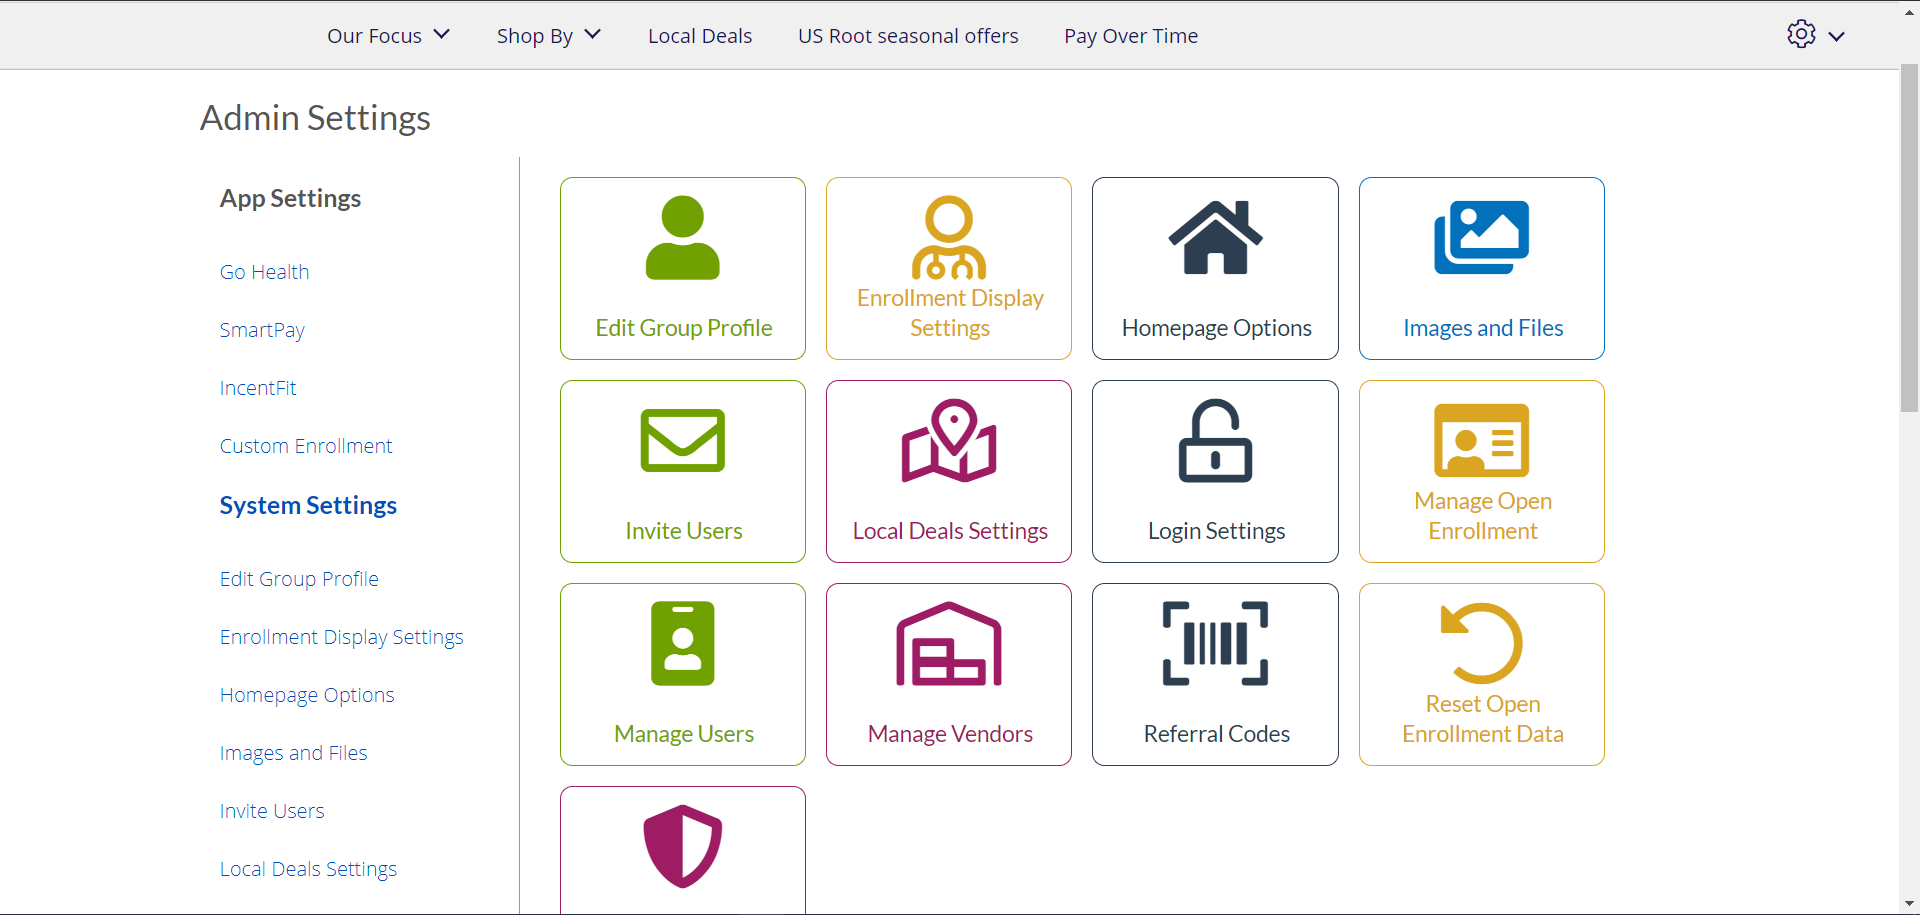 Our Focus
Shop By
Local Deals
US Root seasonal offers
Pay Over Time
Admin Settings
App Settings
Go Health
SmartPay
IncentFit
Custom Enrollment
System Settings
Edit Group Profile
Enrollment Display Settings
Homepage Options
Images and Files
Invite Users
Local Deals Settings
Edit Group Profile
Enrollment Display
Settings
Homepage Options
Images and Files
Invite Users
Local Deals Settings
Login Settings
Manage Open
Enrollment
Manage Users
Manage Vendors
Referral Codes
Reset Open
Enrollment Data